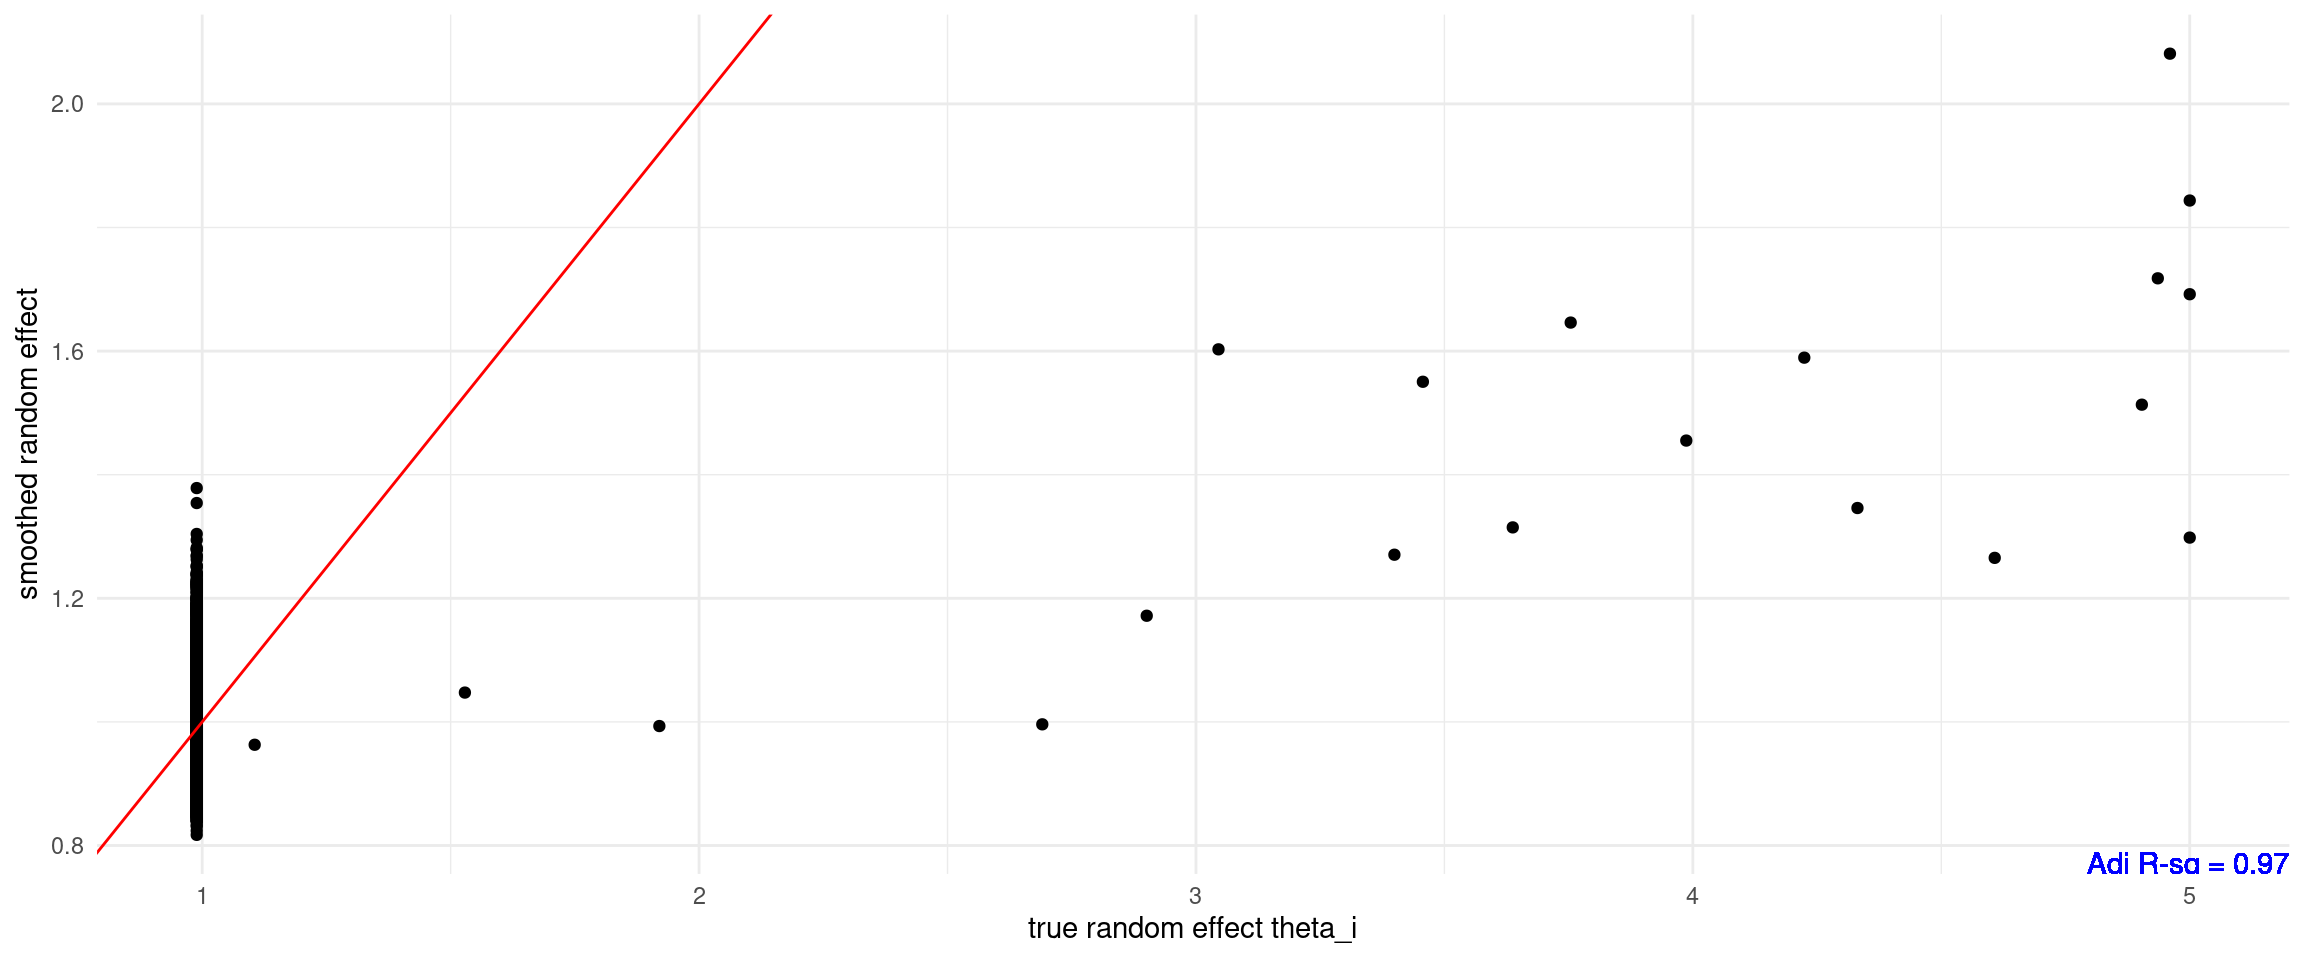 smoothed random effect
2.0
1.6
1.2
0.8
Adj R-sq = 0.97
1 2 3 4 5
true random effect theta_i